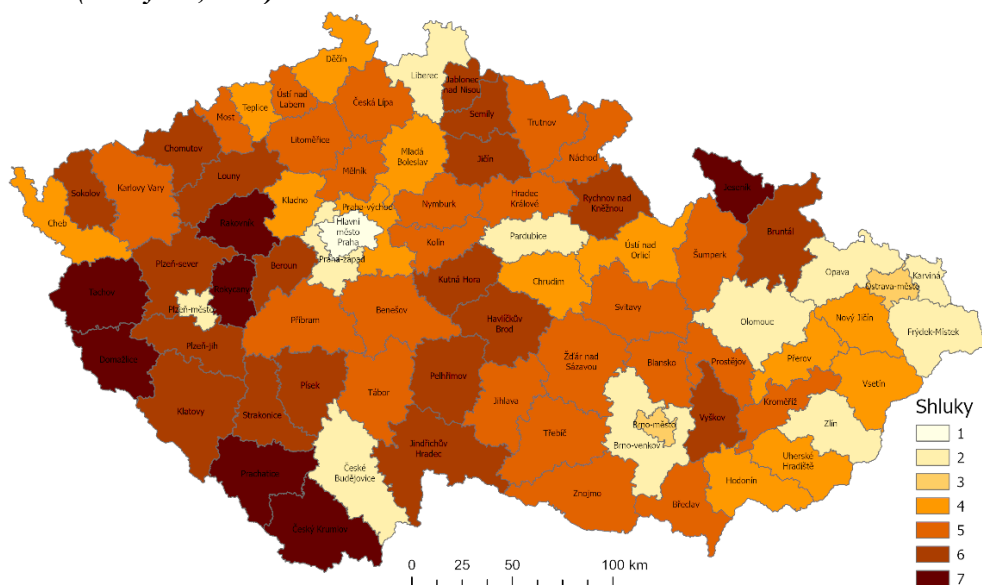 Děčín
Liberec
Jablonec
nad Nisou
Ústí nad
Labem
Teplice
Česká Lípa
Semily
Most
Trutnov
Chomutov
Litoměřice
Mladá
Boleslav
Jičín
Náchod
Louny
Mělník
Sokolov
Karlovy Vary
Kladno
Praha-východ
Nymburk
Hradec
Králové
Rychnov nad
Kněžnou
Cheb
Rakovník
Hlavní
město
Praha
Kolín
Pardubice
Ústí nad
Orlicí
Šumperk
Bruntál
Jeseník
Praha-západ
Plzeň-sever
Beroun
Kutná Hora
Chrudim
Opava
Karviná
Ostrava-město
Tachov
Rokycany
Plzeň-město
Příbram
Benešov
Havlíčkův
Brod
Svitavy
Olomouc
Nový Jičín
Frýdek-Místek
Plzeň-jih
Domažlice
Žďár nad
Sázavou
Blansko
Prostějov
Přerov
Vsetín
Klatovy
Písek
Tábor
Pelhřimov
Jihlava
Kroměříž
Strakonice
Vyškov
Brno-město
Zlín
Třebíč
Brno-venkov
Jindřichův
Hradec
Uherské
Hradiště
Prachatice
České
Budějovice
Hodonín
Znojmo
Břeclav
Český Krumlov
Shluky
1
2
3
4
5
6
7
0 25 50 100 km